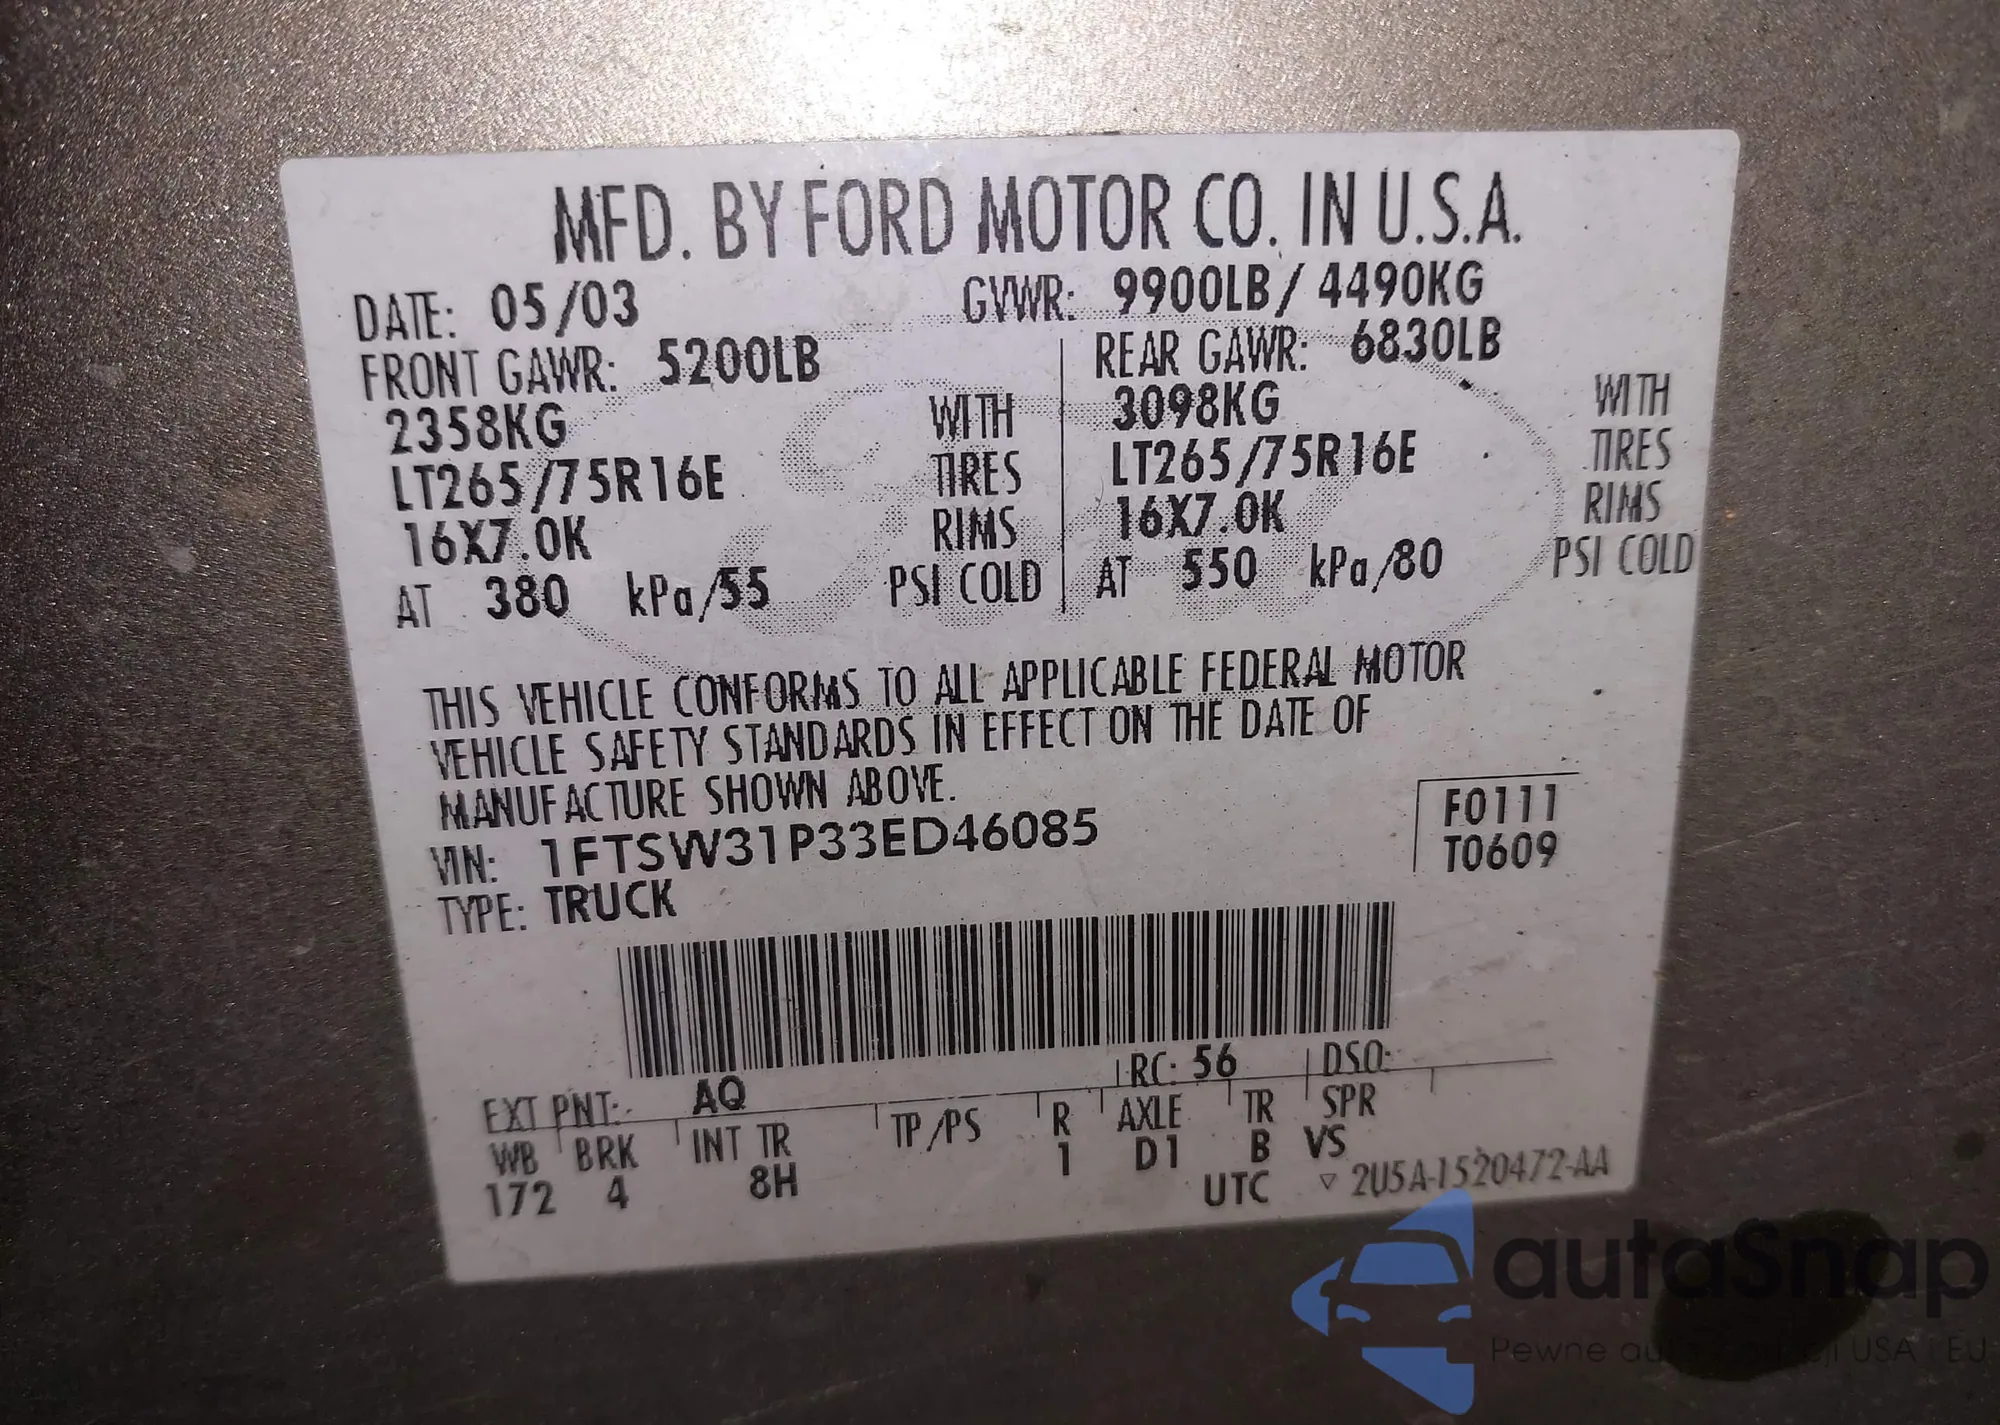 MFD. BY FORD MOTOR CO. IN U.S.A.
DATE: 05/03 GVWR: 9900LB / 4490KG
FRONT GAWR: 5200LB REAR GAWR: 6830LB
2358KG WITH 3098KG WITH
LT265/75R16E TIRES LT265/75R16E TIRES
16X7.0K RIMS 16X7.0K RIMS
AT 380 kPa/55 PSI COLD AT 550 kPa/80 PSI COLD
THIS VEHICLE CONFORMS TO ALL APPLICABLE FEDERAL MOTOR
VEHICLE SAFETY STANDARDS IN EFFECT ON THE DATE OF
MANUFACTURE SHOWN ABOVE.
VIN: 1FTSW31P33ED46085
TYPE: TRUCK
F0111
T0609
EXT PNT: AQ RC: 56 DSO:
WB BRK INT TR TP/PS R AXLE TR SPR
172 4 8H 1 D1 B VS
UTC ▽ 2U5A-1520472-AA
autaSnap
Pewne USA EU